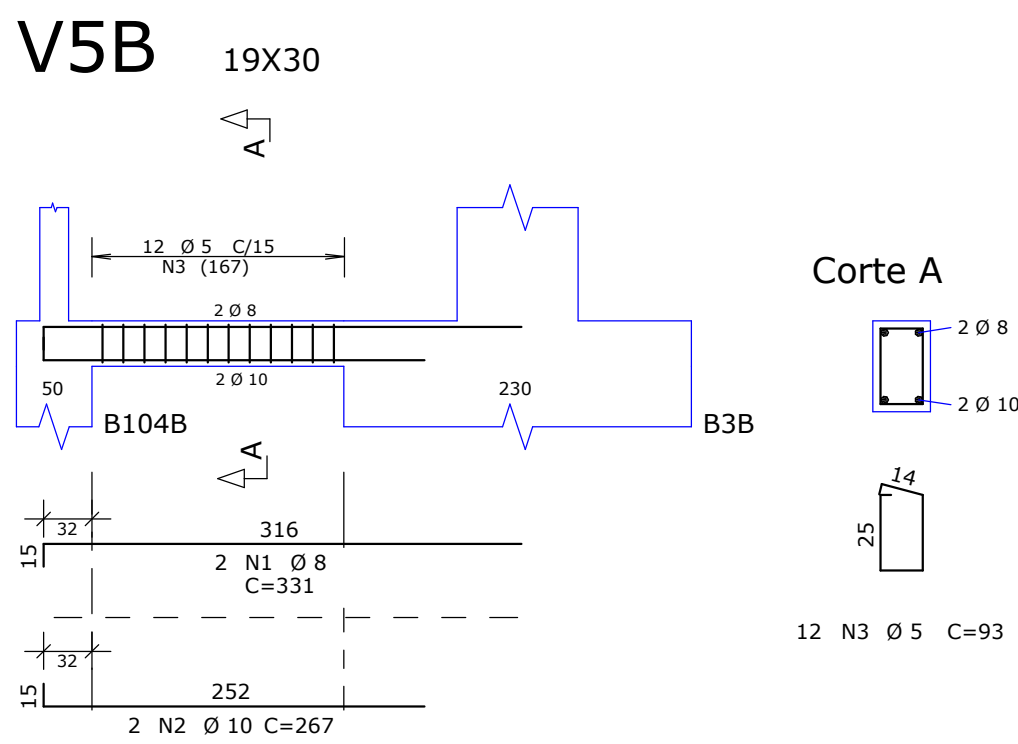 V5B 19X30
A
12 Ø 5 C/15
N3 (167)
Corte A
2 Ø 8
2 Ø 8
2 Ø 10
50
230
2 Ø 10
B104B
B3B
A
14
25
32
316
15
2 N1 Ø 8
C=331
12 N3 Ø 5 C=93
32
252
15
2 N2 Ø 10 C=267